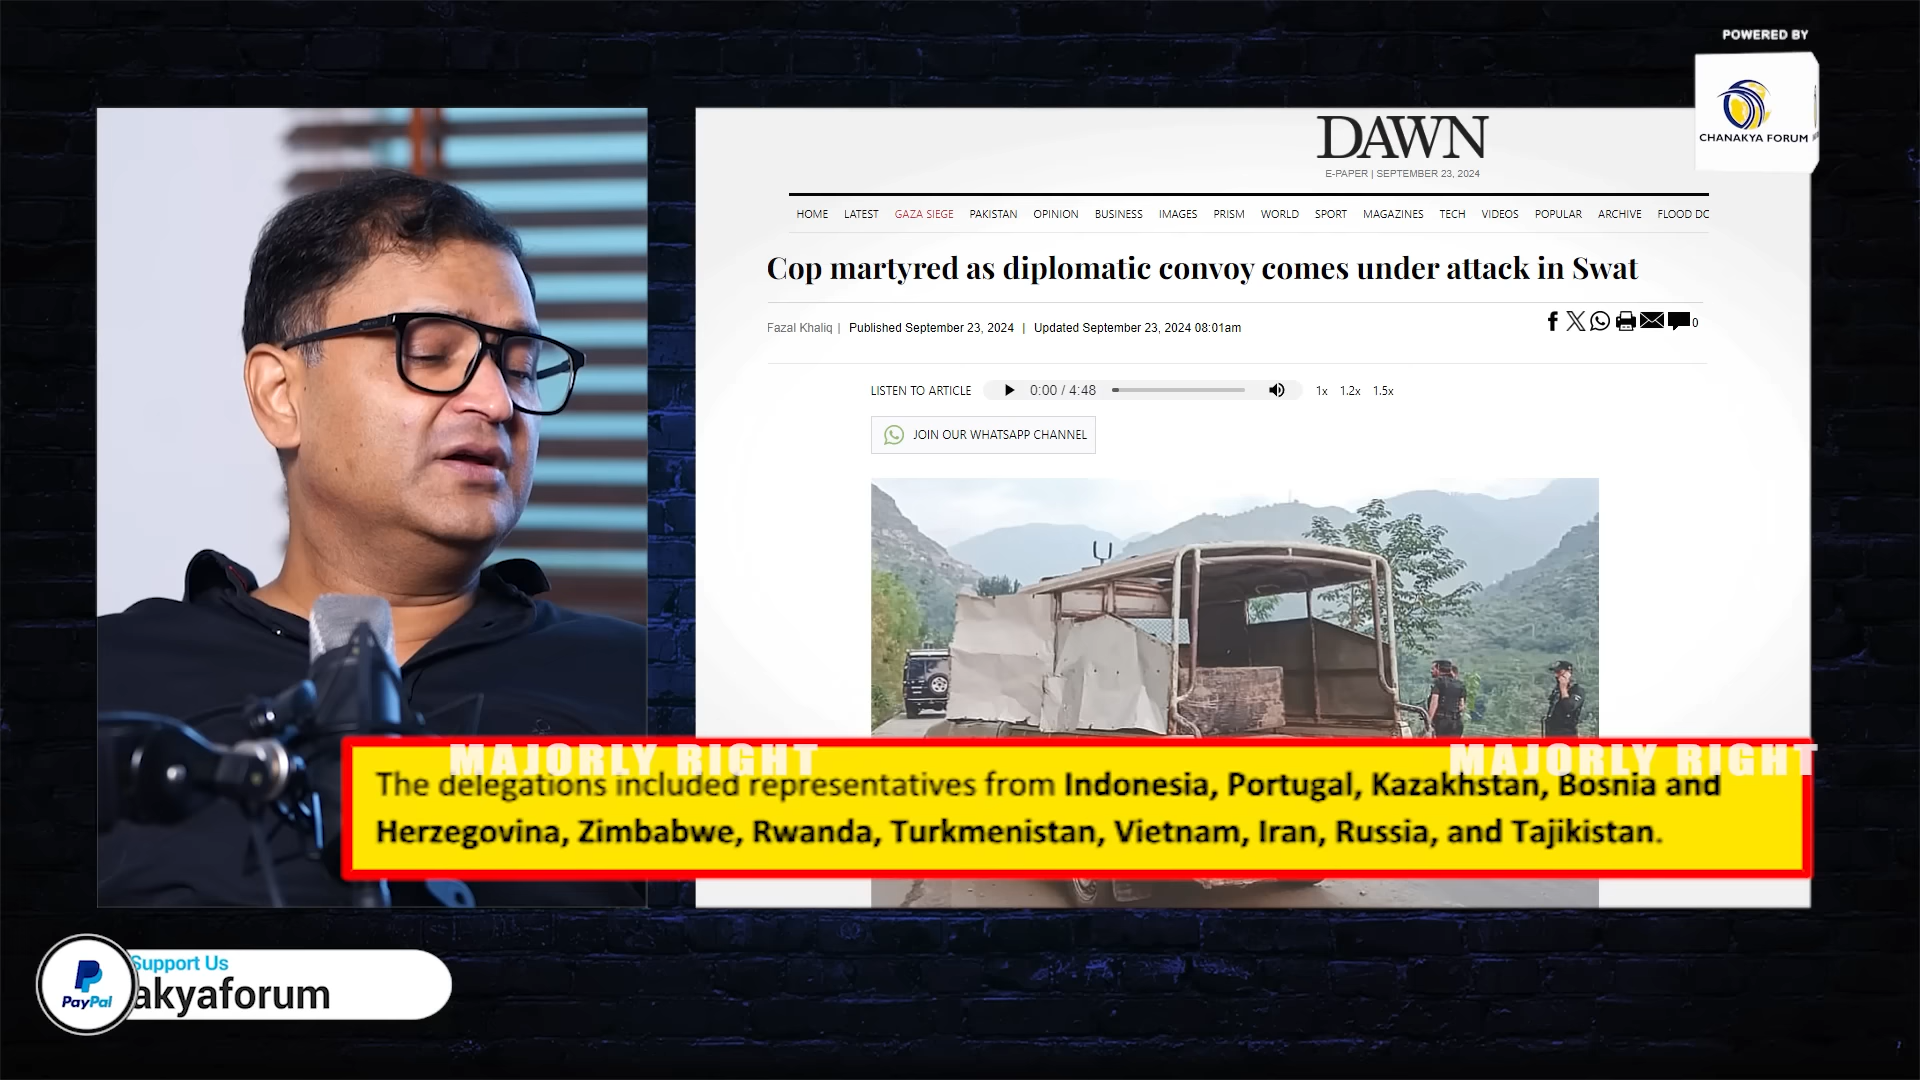 POWERED BY
CHANAKYA FORUM
DAWN
E-PAPER | SEPTEMBER 23, 2024
HOME LATEST GAZA SIEGE PAKISTAN OPINION BUSINESS IMAGES PRISM WORLD SPORT MAGAZINES TECH VIDEOS POPULAR ARCHIVE FLOOD DC
Cop martyred as diplomatic convoy comes under attack in Swat
Fazal Khaliq | Published September 23, 2024 | Updated September 23, 2024 08:01am
0
LISTEN TO ARTICLE 0:00 / 4:48 1x 1.2x 1.5x
JOIN OUR WHATSAPP CHANNEL
MAJORLY RIGHT MAJORLY RIGHT
The delegations included representatives from Indonesia, Portugal, Kazakhstan, Bosnia and
Herzegovina, Zimbabwe, Rwanda, Turkmenistan, Vietnam, Iran, Russia, and Tajikistan.
Support Us
PayPal
akyaforum